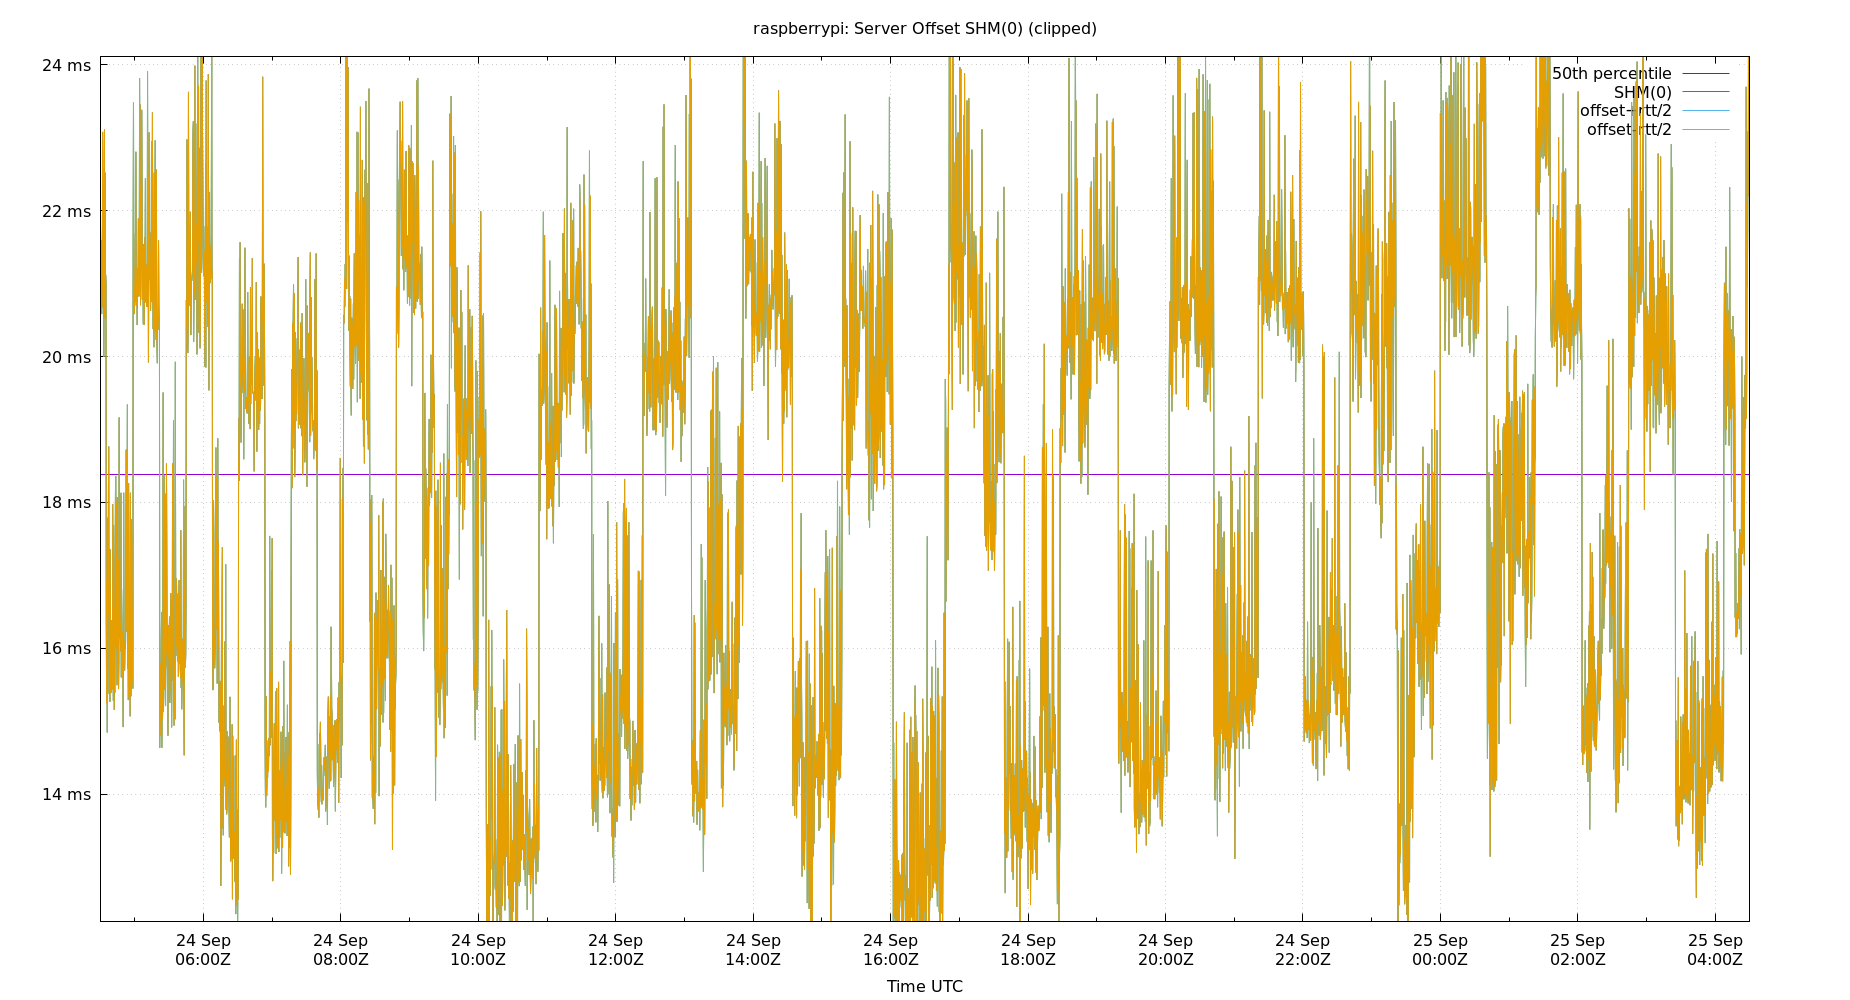 raspberrypi: Server Offset SHM(0) (clipped)
24 ms
22 ms
20 ms
18 ms
16 ms
14 ms
50th percentile
SHM(0)
offset-rtt/2
offset-rtt/2
24 Sep 24 Sep 24 Sep 24 Sep 24 Sep 24 Sep 24 Sep 24 Sep 24 Sep 25 Sep 25 Sep 25 Sep
06:00Z 08:00Z 10:00Z 12:00Z 14:00Z 16:00Z 18:00Z 20:00Z 22:00Z 00:00Z 02:00Z 04:00Z
Time UTC